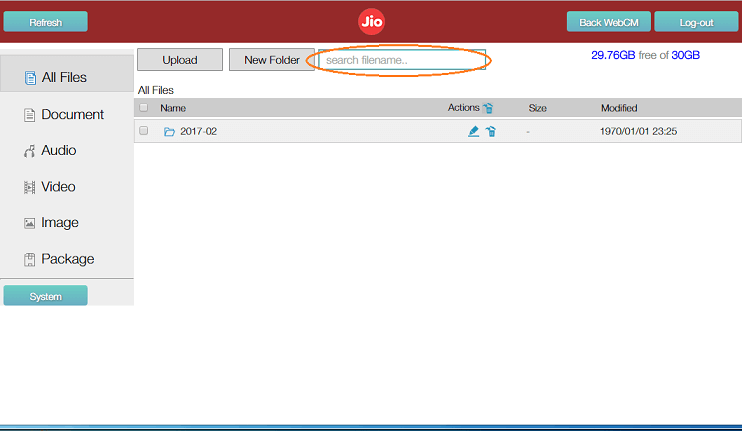 Refresh
Jio
Back WebCM Log-out
Upload New Folder search filename.. 29.76GB free of 30GB
All Files
All Files
Name Actions Size Modified
2017-02 - 1970/01/01 23:25
Document
Audio
Video
Image
Package
System